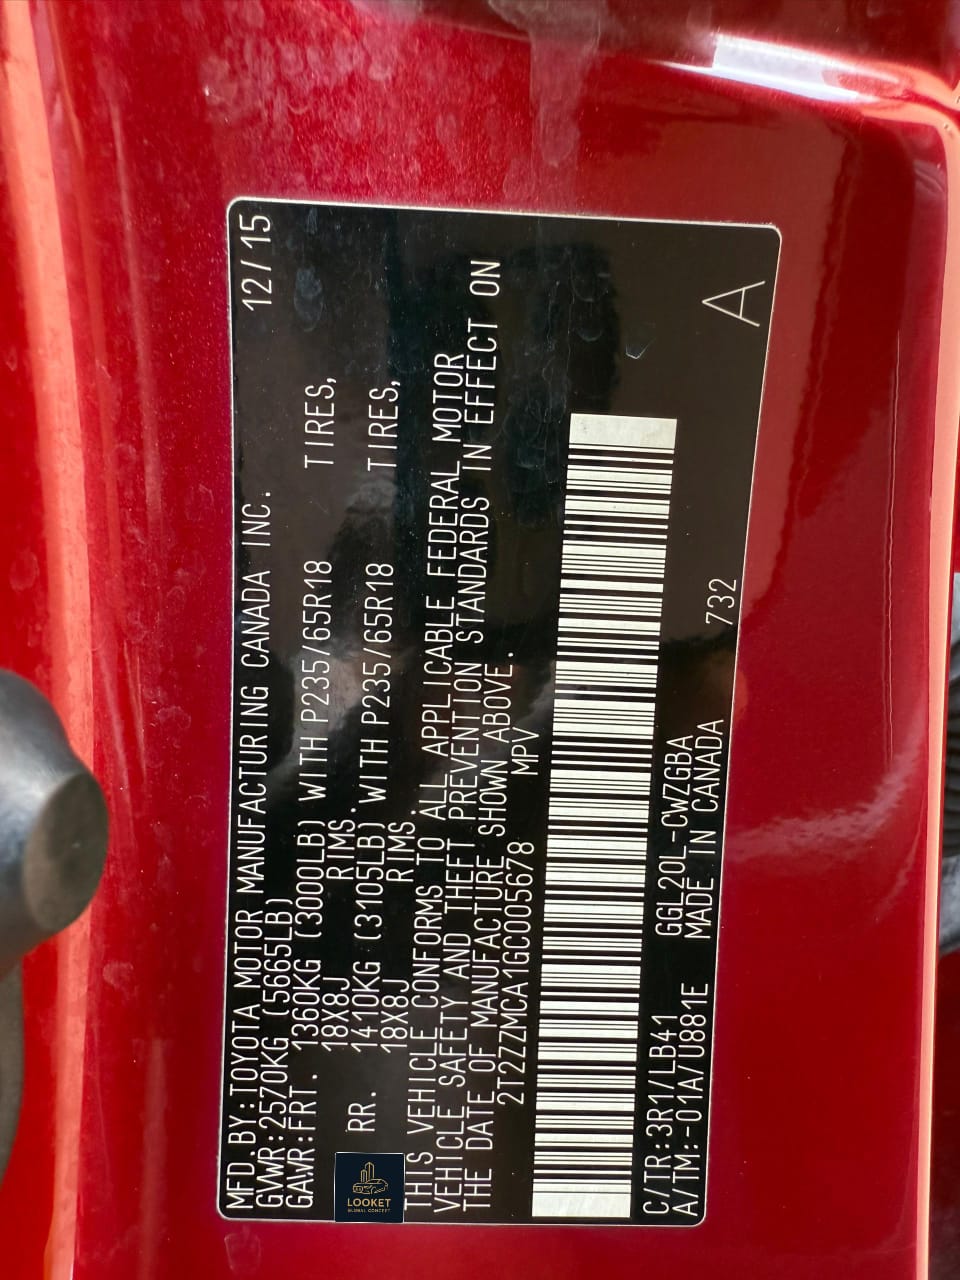 MFD.BY:TOYOTA MOTOR MANUFACTURING CANADA INC. 12/15
GVWR:2570KG (5665LB)
GAWR:FRT. 1360KG (3000LB) WITH P235/65R18 TIRES,
18X8J RIMS.
RR. 1410KG (3105LB) WITH P235/65R18 TIRES,
18X8J RIMS.
THIS VEHICLE CONFORMS TO ALL APPLICABLE FEDERAL MOTOR
VEHICLE SAFETY AND THEFT PREVENTION STANDARDS IN EFFECT ON
THE DATE OF MANUFACTURE SHOWN ABOVE.
2T2ZZMCA1GC005678 MPV
C/TR:3R1/LB41 GGL20L-CWZGBA
A/TM:-01A/U881E MADE IN CANADA 732
A
LOOKET
GLOBAL CONCEPT